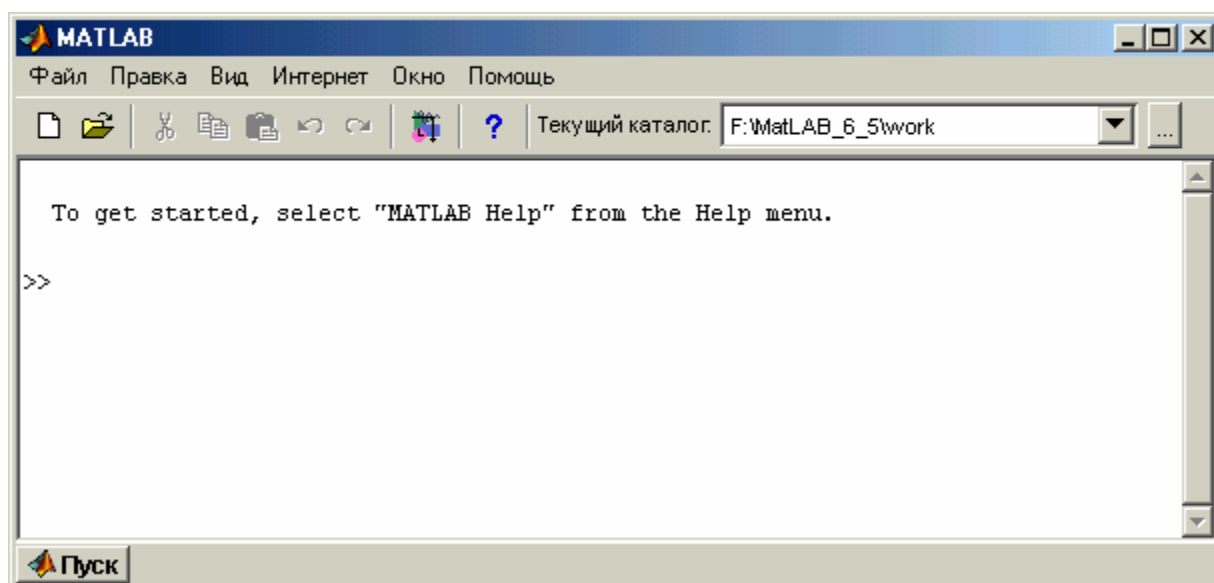 MATLAB
Файл Правка Вид Интернет Окно Помощь
? Текущий каталог: F:\MatLAB_6_5\work ...
To get started, select "MATLAB Help" from the Help menu.
>>
Пуск